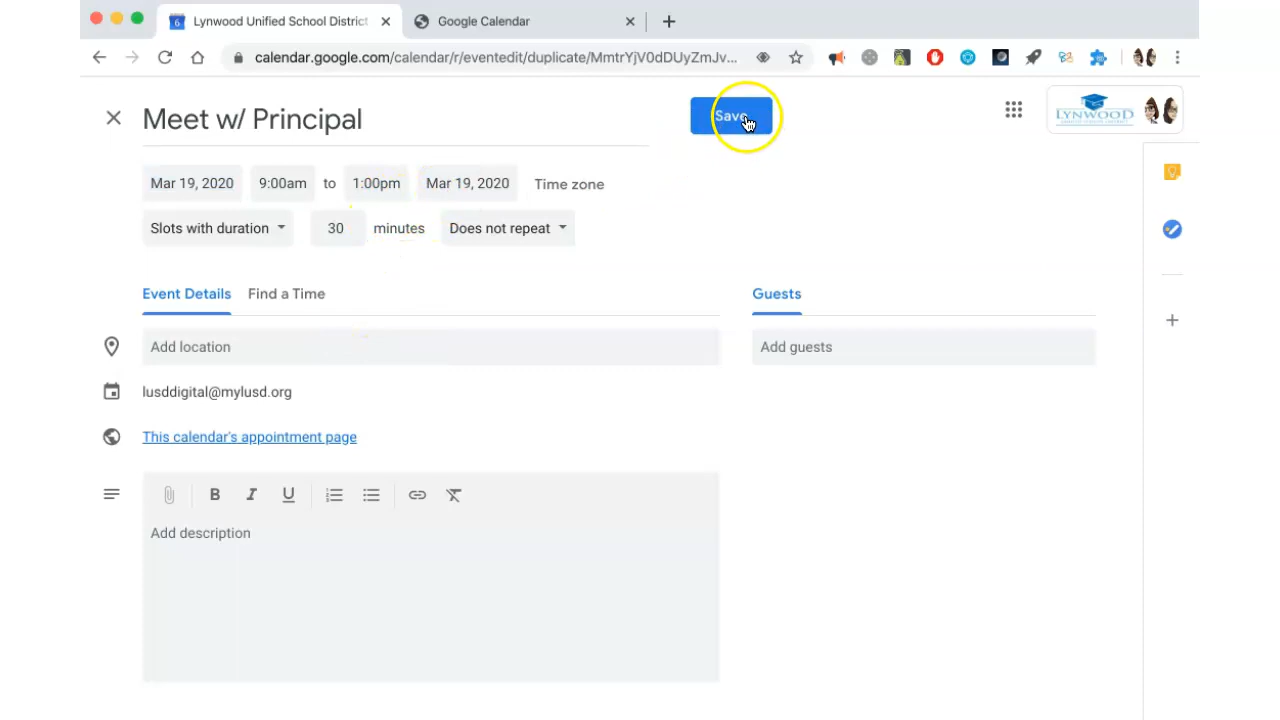 Lynwood Unified School District
Google Calendar
calendar.google.com/calendar/r/eventedit/duplicate/MmtrYjV0dDUyZmJv...
Meet w/ Principal
Save
LYNWOOD
Mar 19, 2020 9:00am to 1:00pm Mar 19, 2020 Time zone
Slots with duration 30 minutes Does not repeat
Event Details Find a Time
Guests
Add location
Add guests
lusddigital@mylusd.org
This calendar's appointment page
B I U
Add description